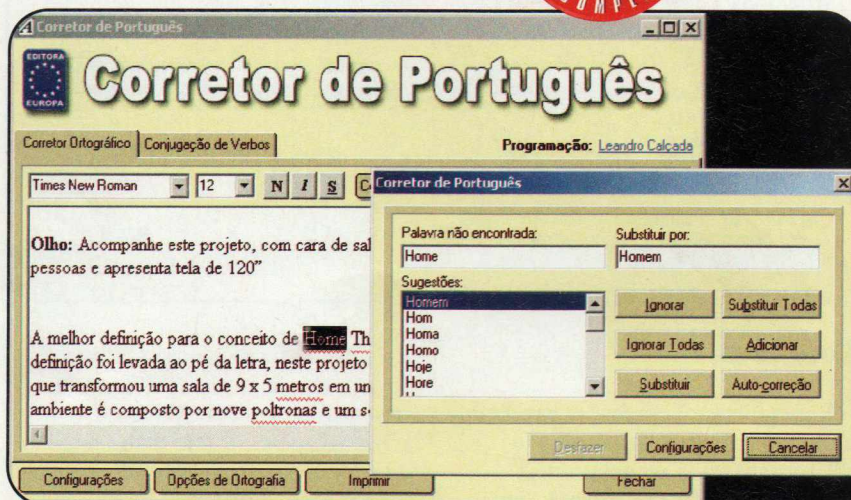 COMPL
Corretor de Português
EDITORA
EUROPA
Corretor de Português
Corretor Ortográfico
Conjugação de Verbos
Programação: Leandro Calçada
Times New Roman
12
N I S
Olho: Acompanhe este projeto, com cara de
pessoas e apresenta tela de 120”
A melhor definição para o conceito de Home
definição foi levada ao pé da letra, neste projeto
que transformou uma sala de 9 x 5 metros em
ambiente é composto por nove poltronas e um
Configurações
Opções de Ortografia
Imprimir
Fechar
Corretor de Português
Palavra não encontrada:
Substituir por:
Home
Homem
Sugestões:
Homem
Hom
Homa
Homo
Hoje
Hore
Ignorar
Substituir Todas
Ignorar Todas
Adicionar
Substituir
Auto-correção
Desfazer
Configurações
Cancelar